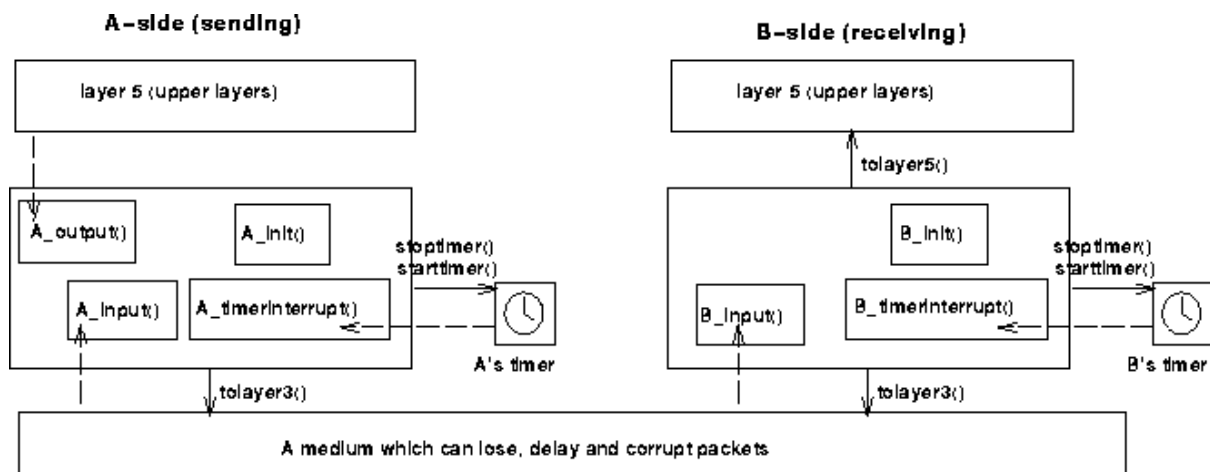 A-side (sending)
B-side (receiving)
layer 5 (upper layers)
layer 5 (upper layers)
tolayer5()
A_output()
A_init()
B_init()
stoptimer()
starttimer()
stoptimer()
starttimer()
A_input()
A_timerinterrupt()
B_input()
B_timerinterrupt()
A's timer
B's timer
tolayer3()
tolayer3()
A medium which can lose, delay and corrupt packets